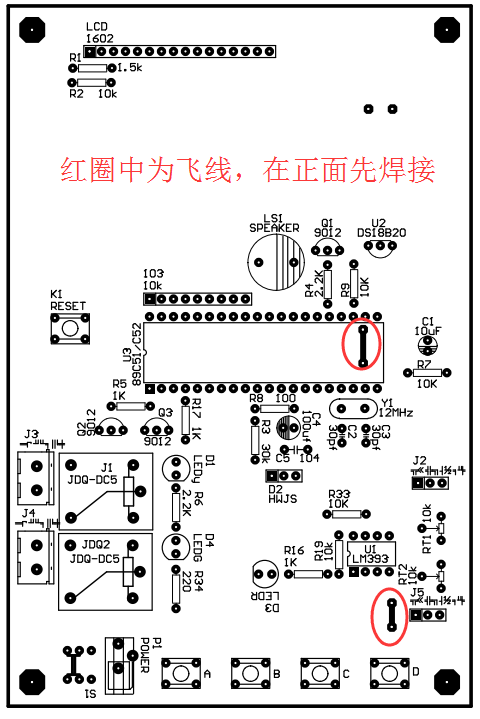 LCD
1602
R1
1.5k
R2
10k
红圈中为飞线，在正面先焊接
LS1
SPEAKER
Q1
9012
U2
DS18B20
103
10k
R4
2.2K
R9
10K
K1
RESET
U3
89C51/C52
C1
10uF
R7
10K
R5
1K
R17
1K
R8
100
C4
100uf
Y1
12MHz
Q2
9012
Q3
9012
R3
30k
C5
104
C2
30pf
C3
30pf
J3
J1
JDQ-DC5
D1
LEDy
R6
2.2K
D2
HWJS
J2
R33
10K
J4
JDQ2
JDQ-DC5
D4
LEDG
R34
220
R16
1K
R19
10k
U1
LM393
RT1
10k
RT2
10k
D3
LEDR
J5
P1
POWER
S1
A
B
C
D